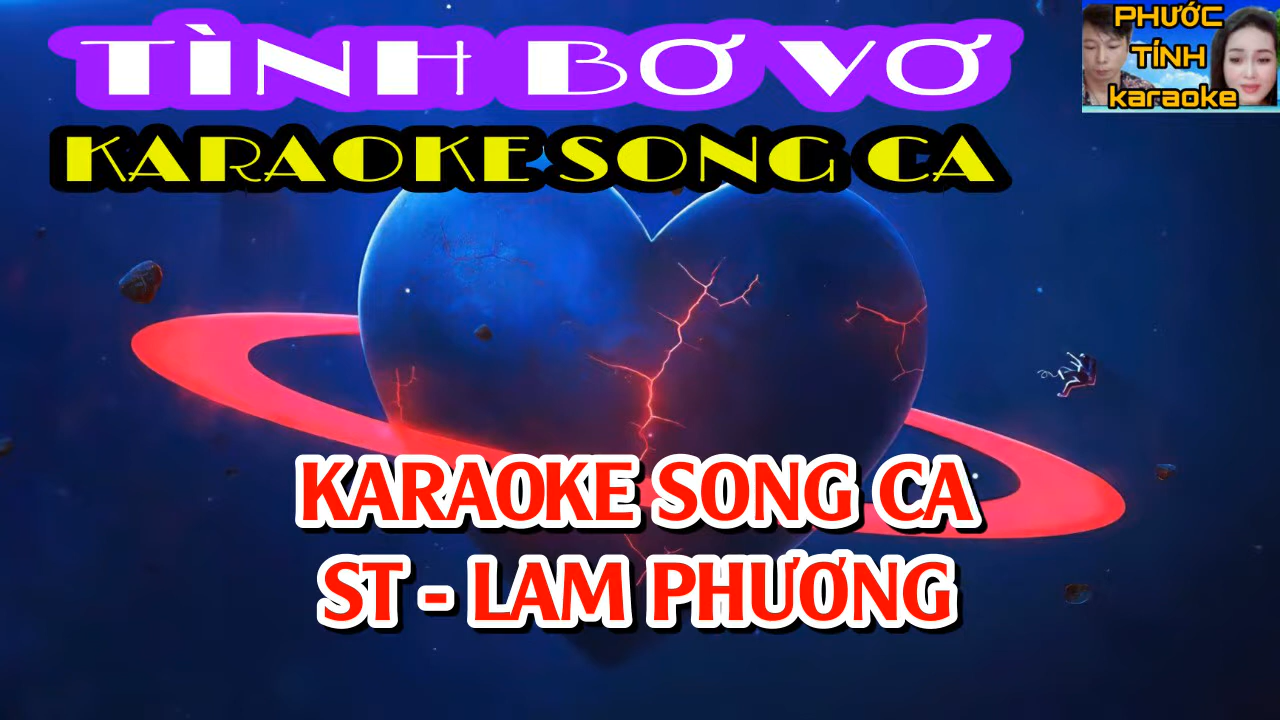 TÌNH BƠ VƠ
KARAOKE SONG CA
PHƯỚC
TÍNH
karaoke
KARAOKE SONG CA
ST - LAM PHƯƠNG